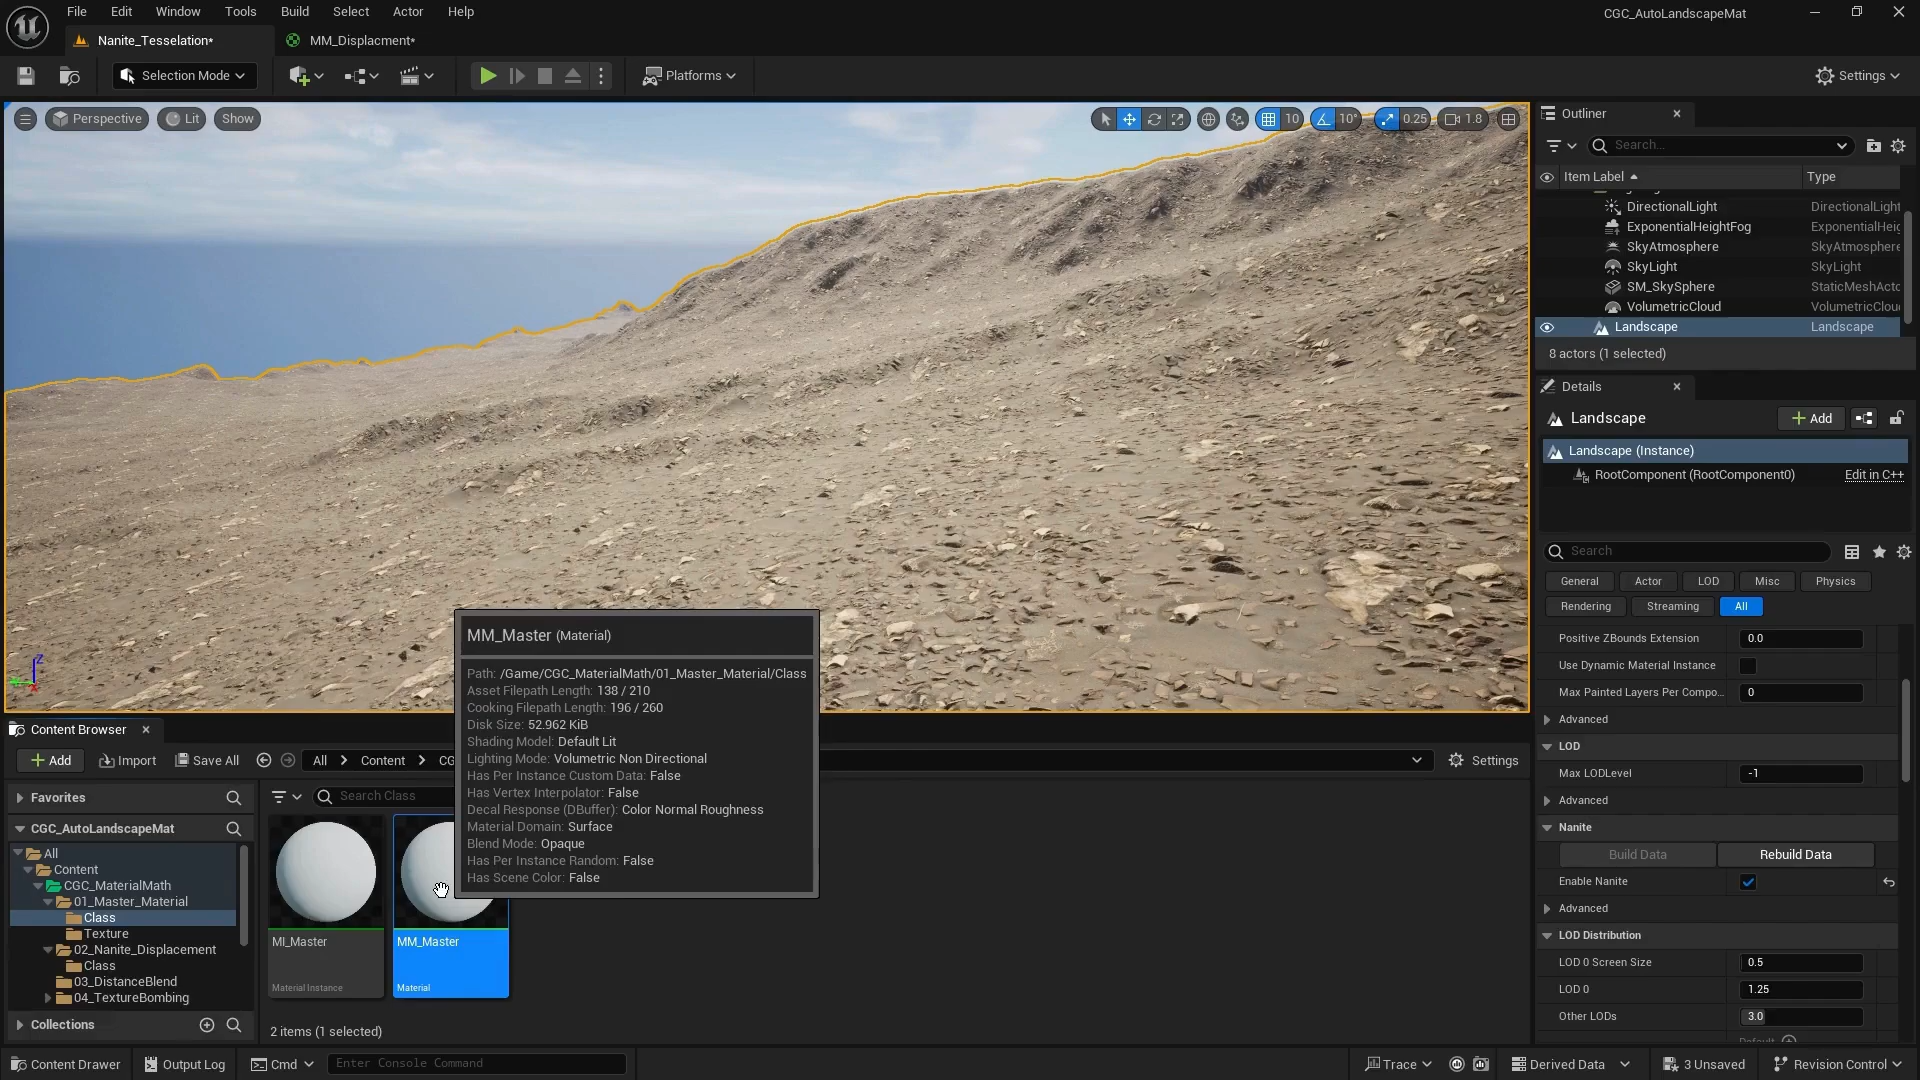 File Edit Window Tools Build Select Actor Help
CGC_AutoLandscapeMat
Nanite_Tesselation*
MM_Displacment*
Selection Mode
Platforms
Settings
Perspective
Lit
Show
10
10°
0.25
1.8
Outliner
Search...
Item Label
Type
DirectionalLight DirectionalLight
ExponentialHeightFog ExponentialHeig
SkyAtmosphere SkyAtmosphere
SkyLight SkyLight
SM_SkySphere StaticMeshActo
VolumetricCloud VolumetricClou
Landscape Landscape
8 actors (1 selected)
Details
Landscape
Add
Landscape (Instance)
RootComponent (RootComponent0)
Edit in C++
Search
General Actor LOD Misc Physics
Rendering Streaming All
Positive ZBounds Extension 0.0
Use Dynamic Material Instance
Max Painted Layers Per Compo... 0
Advanced
LOD
Max LODLevel -1
Advanced
Nanite
Build Data Rebuild Data
Enable Nanite
Advanced
LOD Distribution
LOD 0 Screen Size 0.5
LOD 0 1.25
Other LODs 3.0
MM_Master (Material)
Path: /Game/CGC_MaterialMath/01_Master_Material/Class
Asset Filepath Length: 138 / 210
Cooking Filepath Length: 196 / 260
Disk Size: 52.962 KiB
Shading Model: Default Lit
Lighting Mode: Volumetric Non Directional
Has Per Instance Custom Data: False
Has Vertex Interpolator: False
Decal Response (DBuffer): Color Normal Roughness
Material Domain: Surface
Blend Mode: Opaque
Has Per Instance Random: False
Has Scene Color: False
Content Browser
Add
Import
Save All
All
Content
CG
Settings
Favorites
Search Class
CGC_AutoLandscapeMat
All
Content
CGC_MaterialMath
01_Master_Material
Class
Texture
02_Nanite_Displacement
Class
03_DistanceBlend
04_TextureBombing
Collections
MI_Master
Material Instance
MM_Master
Material
2 items (1 selected)
Content Drawer
Output Log
Cmd
Enter Console Command
Trace
Derived Data
3 Unsaved
Revision Control